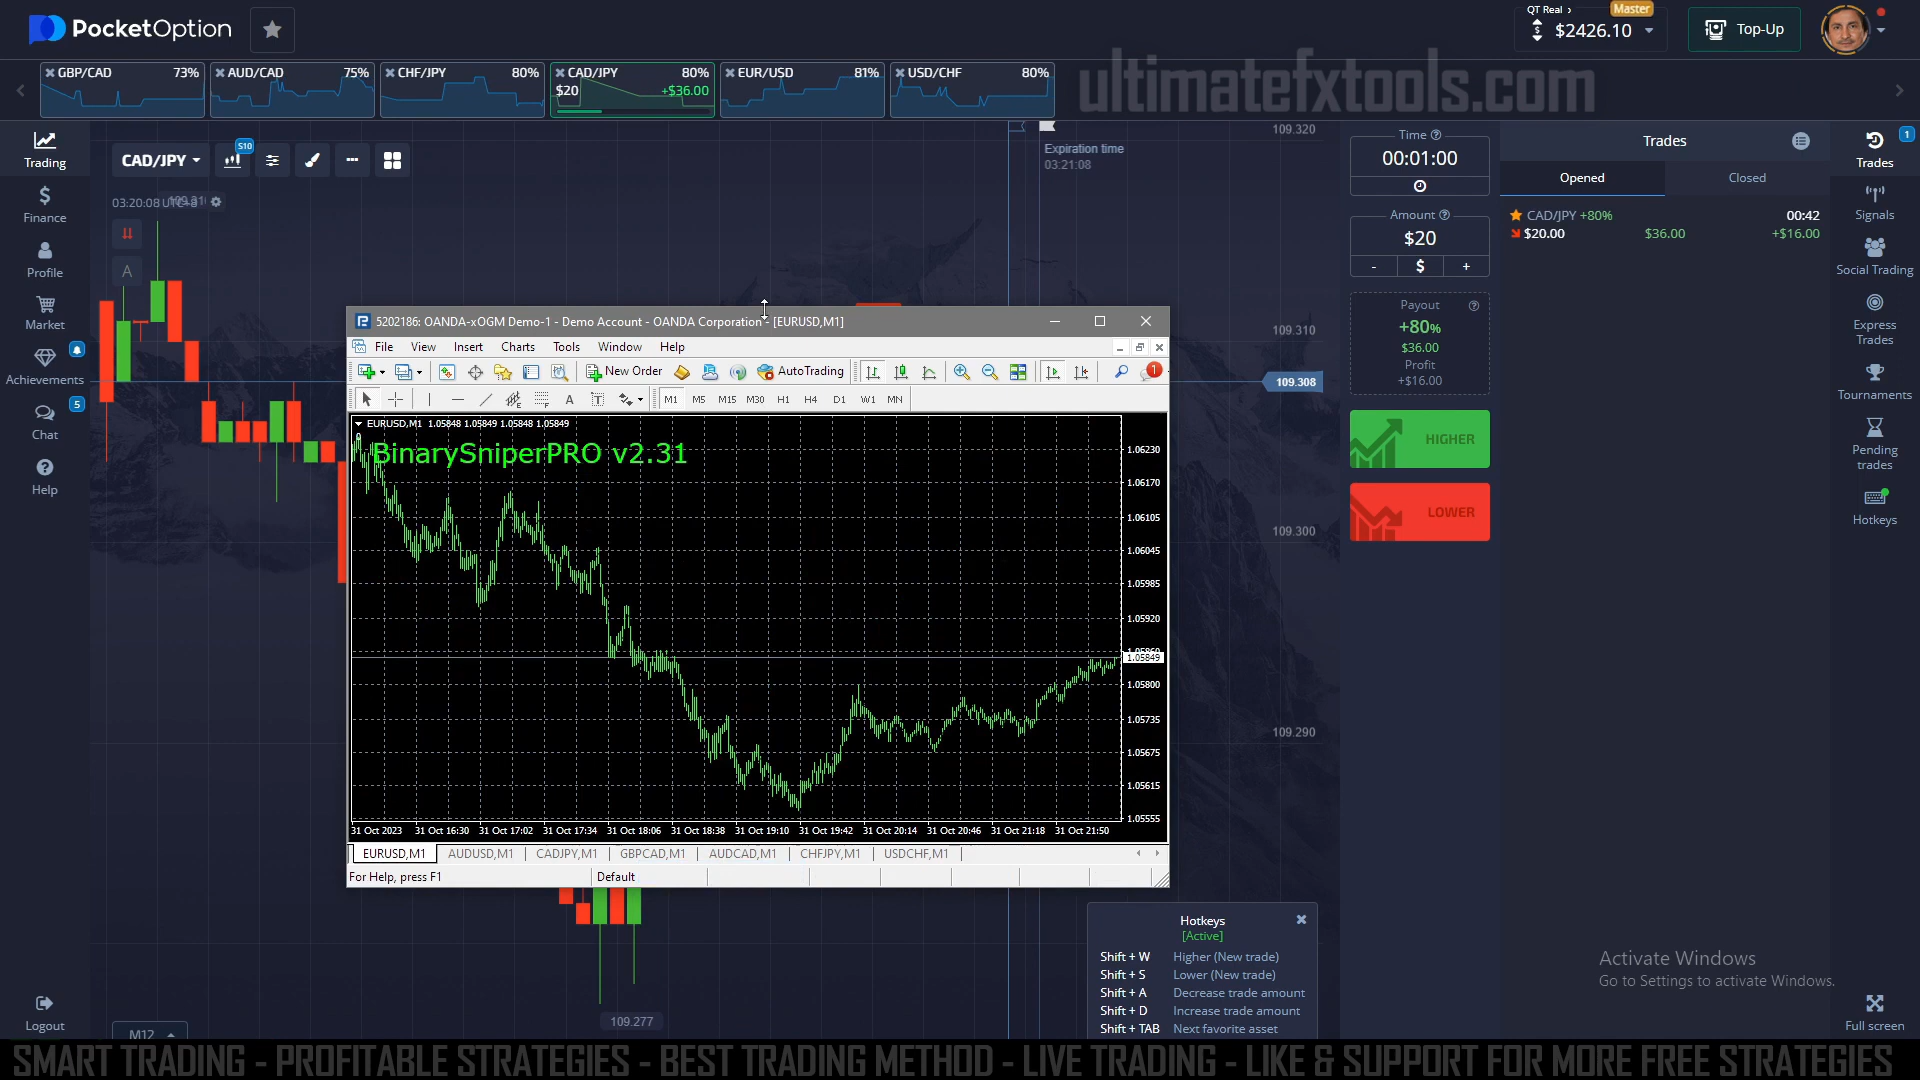 PocketOption
QT Real
Master
$2426.10
Top-Up
GBP/CAD 73%
AUD/CAD 75%
CHF/JPY 80%
CAD/JPY 80%
$20 +$36.00
EUR/USD 81%
USD/CHF 80%
ultimatefxtools.com
Trading
Finance
Profile
Market
Achievements
5
Chat
Help
Logout
CAD/JPY
S10
A
M12
Expiration time
03:21:08
109.320
109.310
109.308
109.300
109.290
109.277
5202186: OANDA-xOGM Demo-1 - Demo Account - OANDA Corporation - [EURUSD,M1]
File View Insert Charts Tools Window Help
New Order AutoTrading 1
A T M1 M5 M15 M30 H1 H4 D1 W1 MN
EURUSD,M1 1.05848 1.05849 1.05848 1.05849
BinarySniperPRO v2.31
1.06230
1.06170
1.06105
1.06045
1.05985
1.05920
1.05849
1.05800
1.05735
1.05675
1.05615
1.05555
31 Oct 2023 31 Oct 16:30 31 Oct 17:02 31 Oct 17:34 31 Oct 18:06 31 Oct 18:38 31 Oct 19:10 31 Oct 19:42 31 Oct 20:14 31 Oct 20:46 31 Oct 21:18 31 Oct 21:50
EURUSD,M1 AUDUSD,M1 CADJPY,M1 GBPCAD,M1 AUDCAD,M1 CHFJPY,M1 USDCHF,M1
For Help, press F1 Default
Hotkeys
[Active]
Shift + W Higher (New trade)
Shift + S Lower (New trade)
Shift + A Decrease trade amount
Shift + D Increase trade amount
Shift + TAB Next favorite asset
Time
00:01:00
Amount
$20
- $ +
Payout
+80%
$36.00
Profit
+$16.00
HIGHER
LOWER
Trades
Opened Closed
CAD/JPY +80% 00:42
$20.00 $36.00 +$16.00
1
Trades
Signals
Social Trading
Express
Trades
Tournaments
Pending
trades
Hotkeys
Full screen
Activate Windows
Go to Settings to activate Windows.
SMART TRADING - PROFITABLE STRATEGIES - BEST TRADING METHOD - LIVE TRADING - LIKE & SUPPORT FOR MORE FREE STRATEGIES